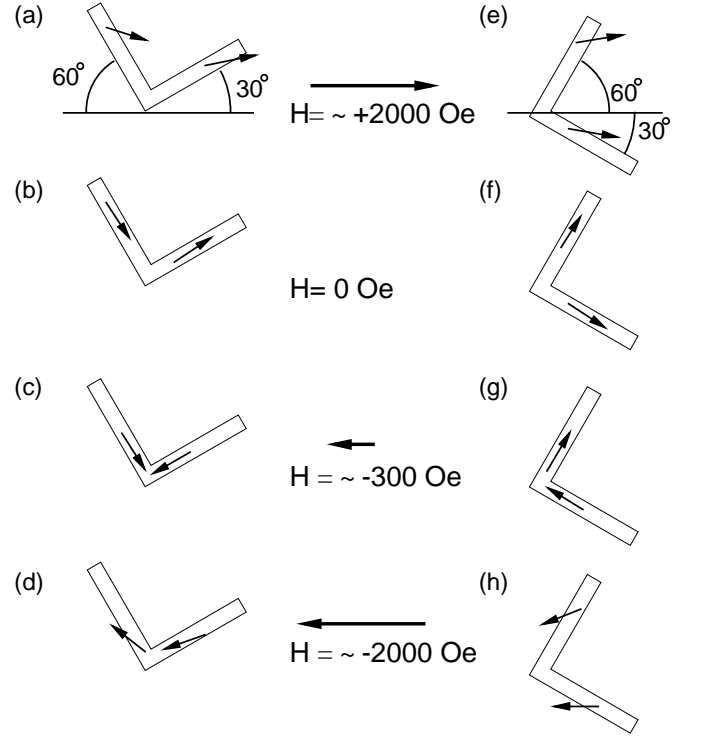 (a)
60°
30°
H= ~ +2000 Oe
(e)
60°
30°
(b)
H= 0 Oe
(f)
(c)
H = ~ -300 Oe
(g)
(d)
H = ~ -2000 Oe
(h)